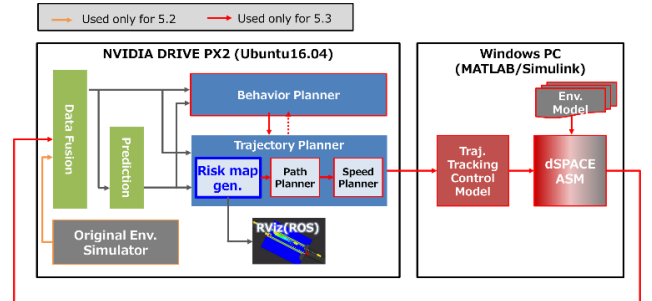 Used only for 5.2
Used only for 5.3
NVIDIA DRIVE PX2 (Ubuntu16.04)
Windows PC
(MATLAB/Simulink)
Data Fusion
Prediction
Behavior Planner
Trajectory Planner
Risk map
gen.
Path
Planner
Speed
Planner
RViz(ROS)
Original Env.
Simulator
Env.
Model
Traj.
Tracking
Control
Model
dSPACE
ASM